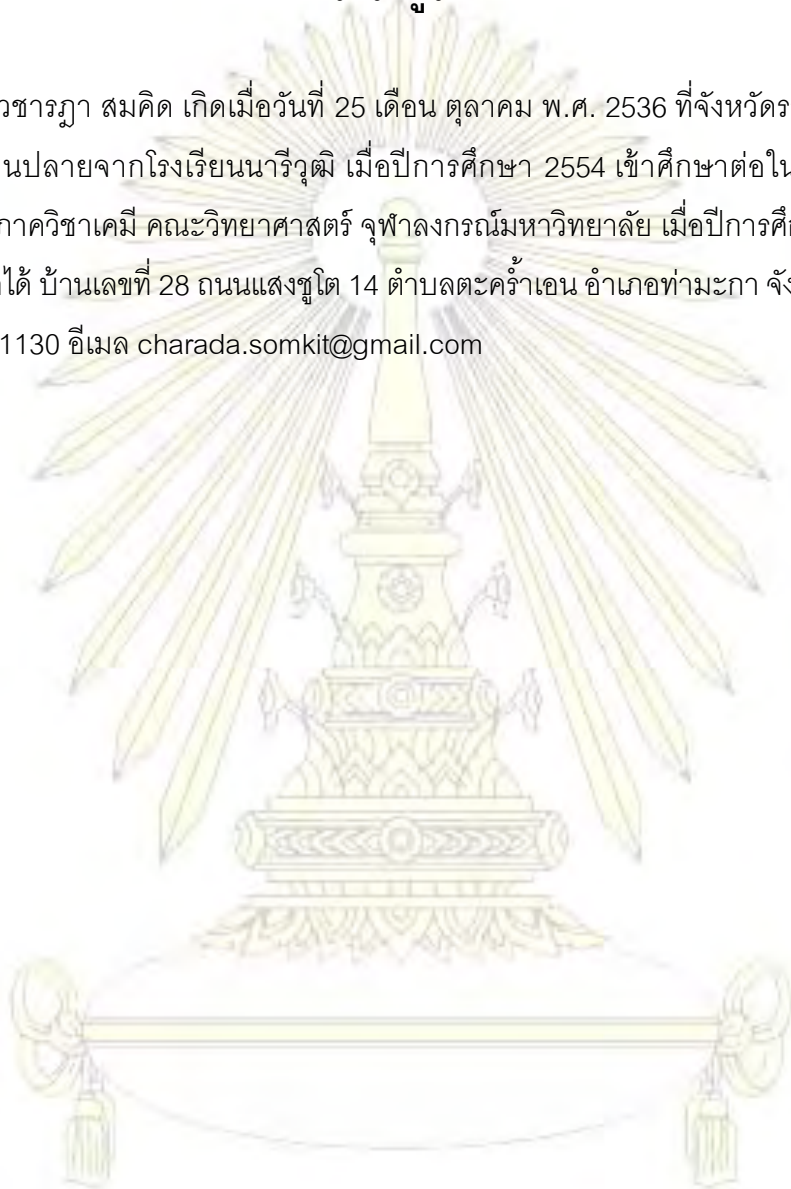 วชารฎา สมคิด เกิดเมื่อวันที่ 25 เดือน ตุลาคม พ.ศ. 2536 ที่จังหวัดร
นปลายจากโรงเรียนนารีวุฒิ เมื่อปีการศึกษา 2554 เข้าศึกษาต่อใน
ภาควิชาเคมี คณะวิทยาศาสตร์ จุฬาลงกรณ์มหาวิทยาลัย เมื่อปีการศึก
ได้ บ้านเลขที่ 28 ถนนแสงชูโต 14 ตำบลตะคร้ำเอน อำเภอท่ามะกา จัง
1130 อีเมล charada.somkit@gmail.com